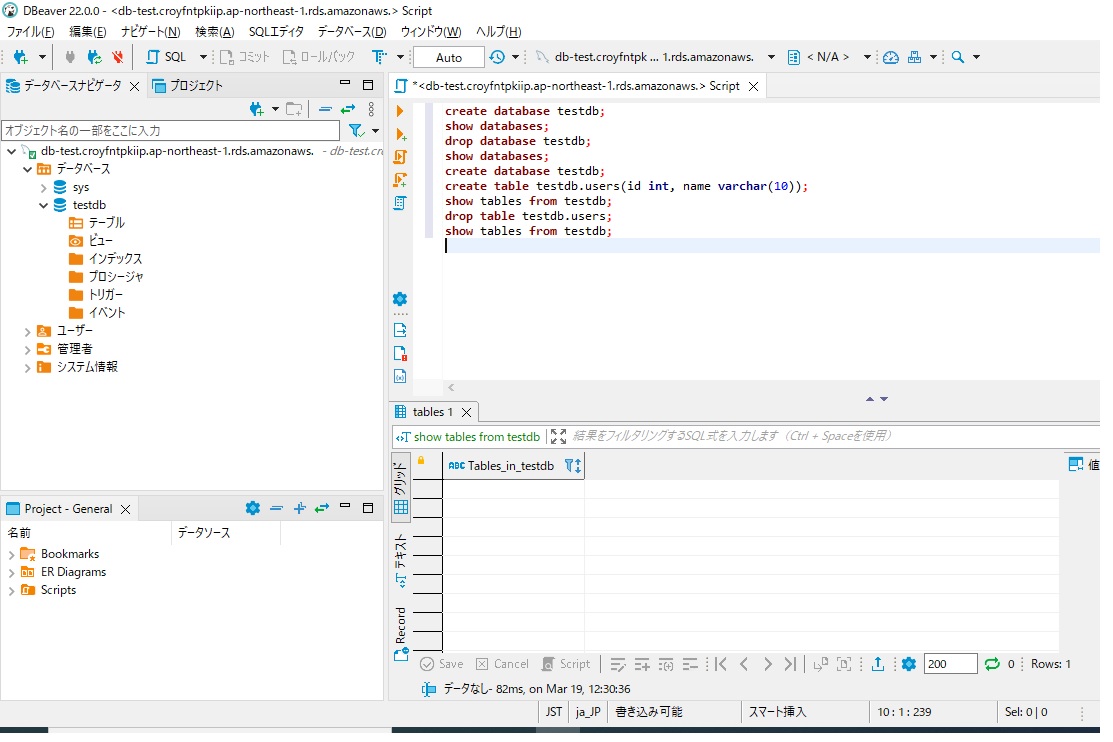 DBeaver 22.0.0 - <db-test.croyfntpkiip.ap-northeast-1.rds.amazonaws.> Script
ファイル(F) 編集(E) ナビゲート(N) 検索(A) SQLエディタ データベース(D) ウィンドウ(W) ヘルプ(H)
SQL コミット ロールバック Auto db-test.croyfntpk ... 1.rds.amazonaws. < N/A >
データベースナビゲータ プロジェクト
オブジェクト名の一部をここに入力
db-test.croyfntpkiip.ap-northeast-1.rds.amazonaws. - db-test.cro
データベース
sys
testdb
テーブル
ビュー
インデックス
プロシージャ
トリガー
イベント
ユーザー
管理者
システム情報
Project - General
名前 データソース
Bookmarks
ER Diagrams
Scripts
*<db-test.croyfntpkiip.ap-northeast-1.rds.amazonaws.> Script
create database testdb;
show databases;
drop database testdb;
show databases;
create database testdb;
create table testdb.users(id int, name varchar(10));
show tables from testdb;
drop table testdb.users;
show tables from testdb;
tables 1
show tables from testdb 結果をフィルタリングするSQL式を入力します (Ctrl + Spaceを使用)
グリッド
テキスト
Record
ABC Tables_in_testdb
値
Save Cancel Script 200 0 Rows: 1
データなし- 82ms, on Mar 19, 12:30:36
JST ja_JP 書き込み可能 スマート挿入 10 : 1 : 239 Sel: 0 | 0